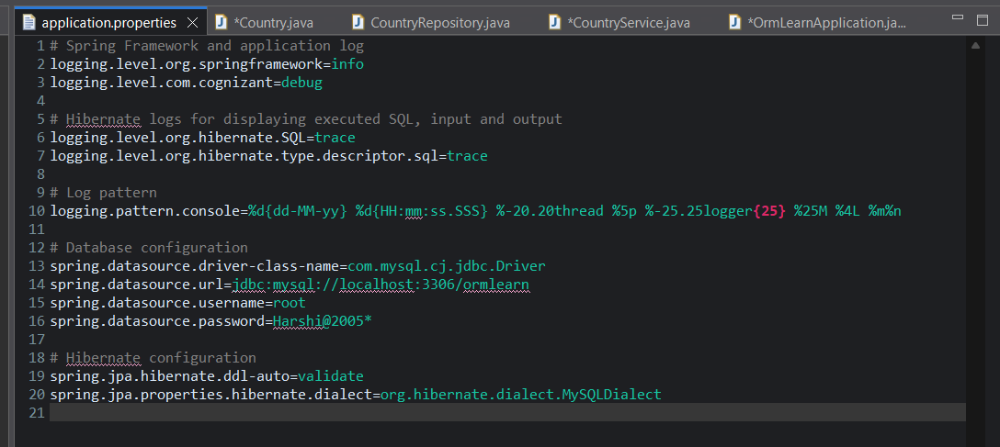 application.properties
*Country.java
CountryRepository.java
*CountryService.java
*OrmLearnApplication.ja...
1 # Spring Framework and application log
2 logging.level.org.springframework=info
3 logging.level.com.cognizant=debug
4
5 # Hibernate logs for displaying executed SQL, input and output
6 logging.level.org.hibernate.SQL=trace
7 logging.level.org.hibernate.type.descriptor.sql=trace
8
9 # Log pattern
10 logging.pattern.console=%d{dd-MM-yy} %d{HH:mm:ss.SSS} %-20.20thread %5p %-25.25logger{25} %25M %4L %m%n
11
12 # Database configuration
13 spring.datasource.driver-class-name=com.mysql.cj.jdbc.Driver
14 spring.datasource.url=jdbc:mysql://localhost:3306/ormlearn
15 spring.datasource.username=root
16 spring.datasource.password=Harshi@2005*
17
18 # Hibernate configuration
19 spring.jpa.hibernate.ddl-auto=validate
20 spring.jpa.properties.hibernate.dialect=org.hibernate.dialect.MySQLDialect
21